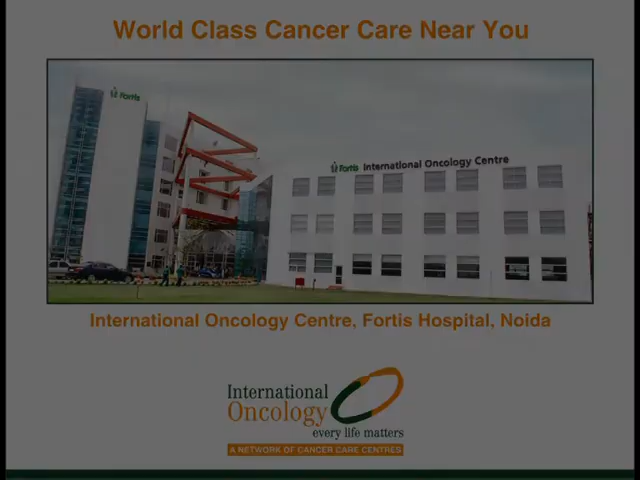 World Class Cancer Care Near You
Fortis
Fortis International Oncology Centre
International Oncology Centre, Fortis Hospital, Noida
International
Oncology
every life matters
A NETWORK OF CANCER CARE CENTRES